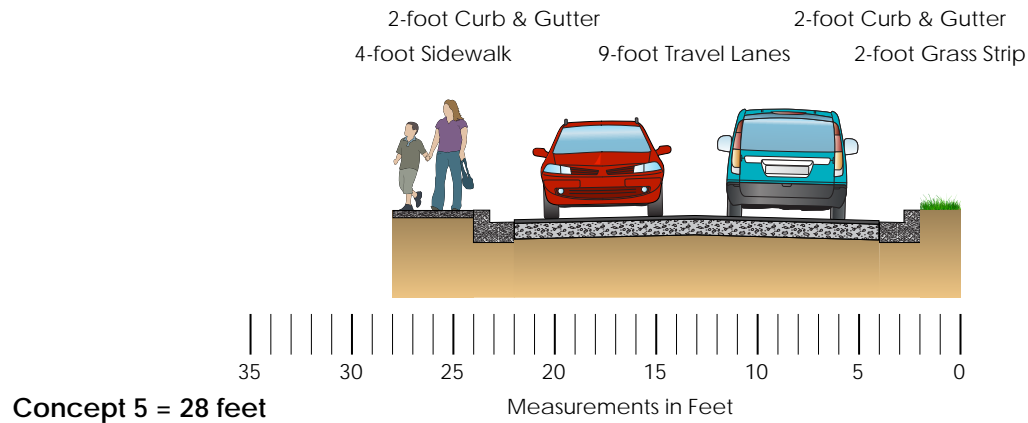 2-foot Curb & Gutter 2-foot Curb & Gutter
4-foot Sidewalk 9-foot Travel Lanes 2-foot Grass Strip
35 30 25 20 15 10 5 0
Concept 5 = 28 feet Measurements in Feet